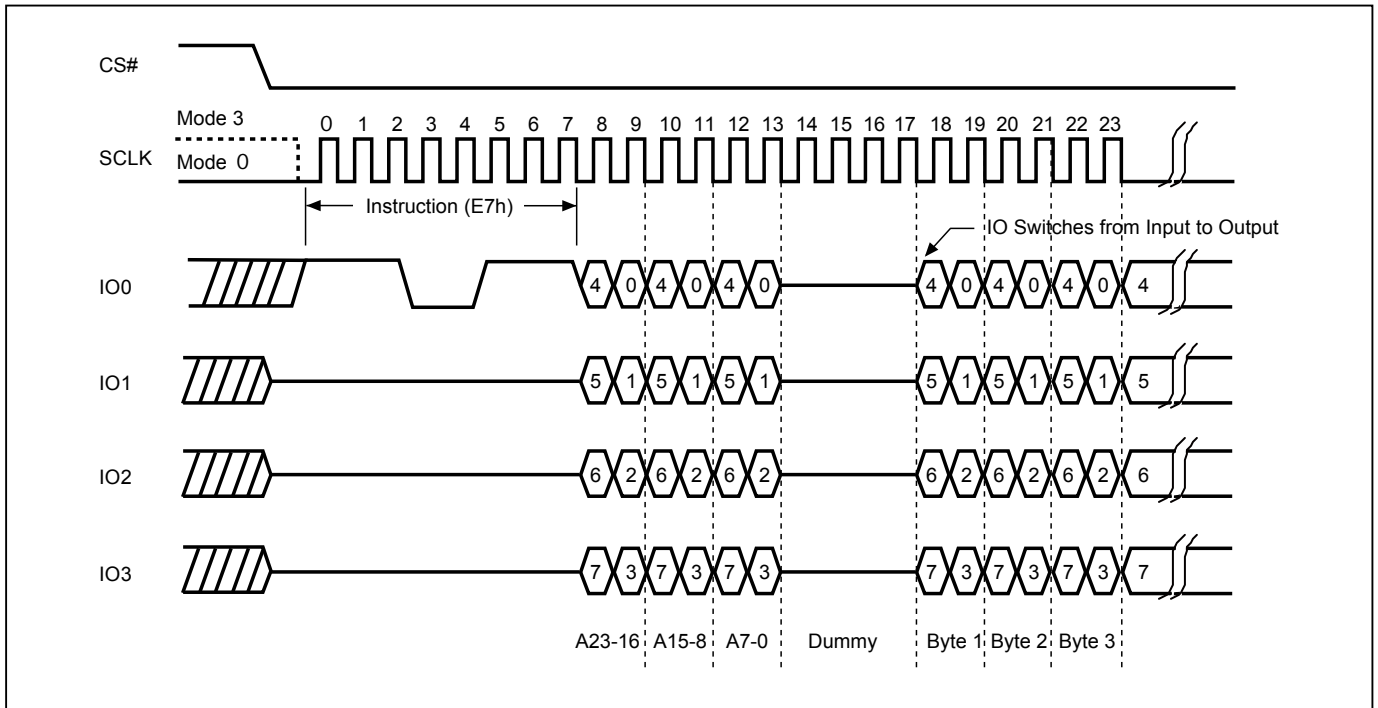 CS#
Mode 3
0 1 2 3 4 5 6 7 8 9 10 11 12 13 14 15 16 17 18 19 20 21 22 23
SCLK
Mode 0
Instruction (E7h)
IO Switches from Input to Output
IO0
4 0 4 0 4 0 4 0 4 0 4 0 4
IO1
5 1 5 1 5 1 5 1 5 1 5 1 5
IO2
6 2 6 2 6 2 6 2 6 2 6 2 6
IO3
7 3 7 3 7 3 7 3 7 3 7 3 7
A23-16 A15-8 A7-0 Dummy Byte 1 Byte 2 Byte 3